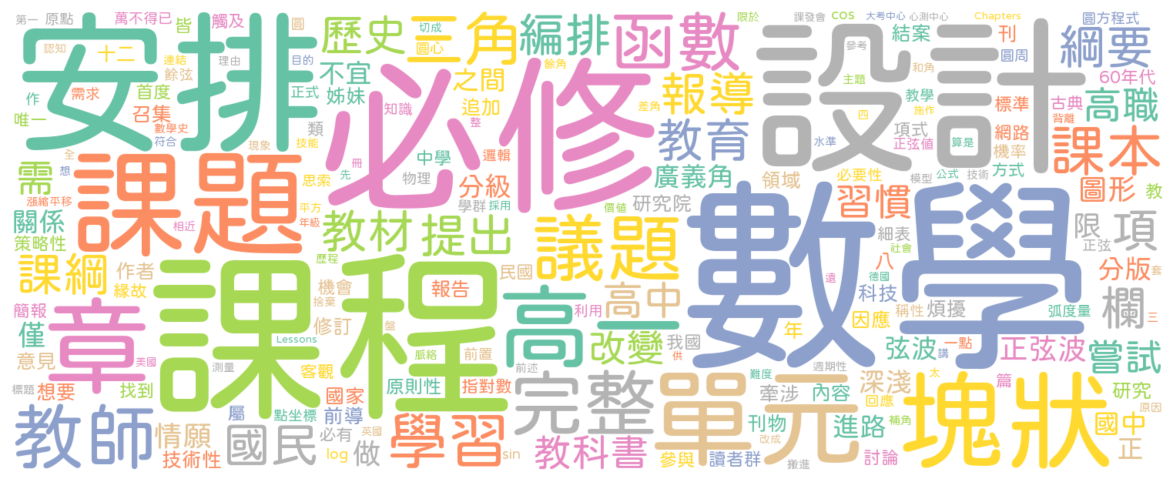 第一 原點 萬不得已 皆 觸及 圓 歷史 切成 圓心 三角 編排 函數 限於 課發會 cos 大考中心 心測中心 結案 Chapters 刊 圓方程式 圓周 綱要
認知 十二 連結 理由 目的 餘弦 不宜 之間 餘角 參考 和角 60年代
安排 必修 設計
作 需求 首度 正式 姊妹 追加 報導 主題 教學 標準 古典 高職
唯一 數學史 召集 符合 類 知識 整 差角 教育 四 施作 項式 網路 背離 課本
全 想 現象 技能 中學 邏輯 廣義角 水準 正弦值 算是 機率
需 課題 思索 冊 先 物理 分級 領域 必要性 公式 技術 方式
漲縮平移 平方 學群 採用 價值 研究院 習慣 模型 圖形 教
關係 相近 年級 教材 提出 議題 數學 細表 限 正弦 項
策略性 歷程 社會
課綱 作者 課程 民國 八 德國 分版 套
緣故 機會 報告 高一 高中 遠 科技 稱性 煩擾 弧度量 欄 三
簡報 章 捨棄 盤 利用 年 因應 講
僅 修訂 我國 改變 弦波 一點 正弦波 嘗試
意見 美國 Lessons 脈絡 前置 供 週期性 太
測量 客觀 前述 難度 深淺 篇
標題 想要 找到 國家 原則性 指對數 完整 單元 牽涉 內容 回應 塊狀 研究
教師 屬 點坐標 前導 學習 刊物 進路 補角 國中 原因
情願 國民 必有 英國 教科書 改成 正
技術性 log 做 sin 參與 讀者群 撇進 討論